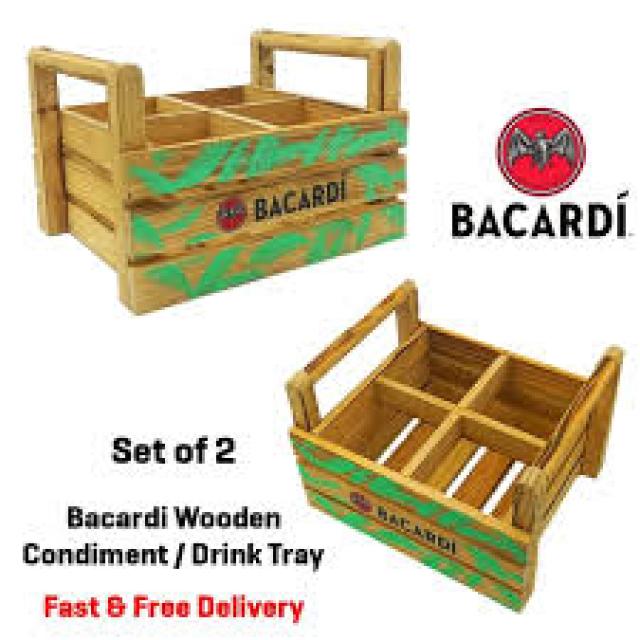 BACARDÍ
BACARDÍ
Set of 2
BACARDÍ
Bacardi Wooden
Condiment / Drink Tray
Fast & Free Delivery